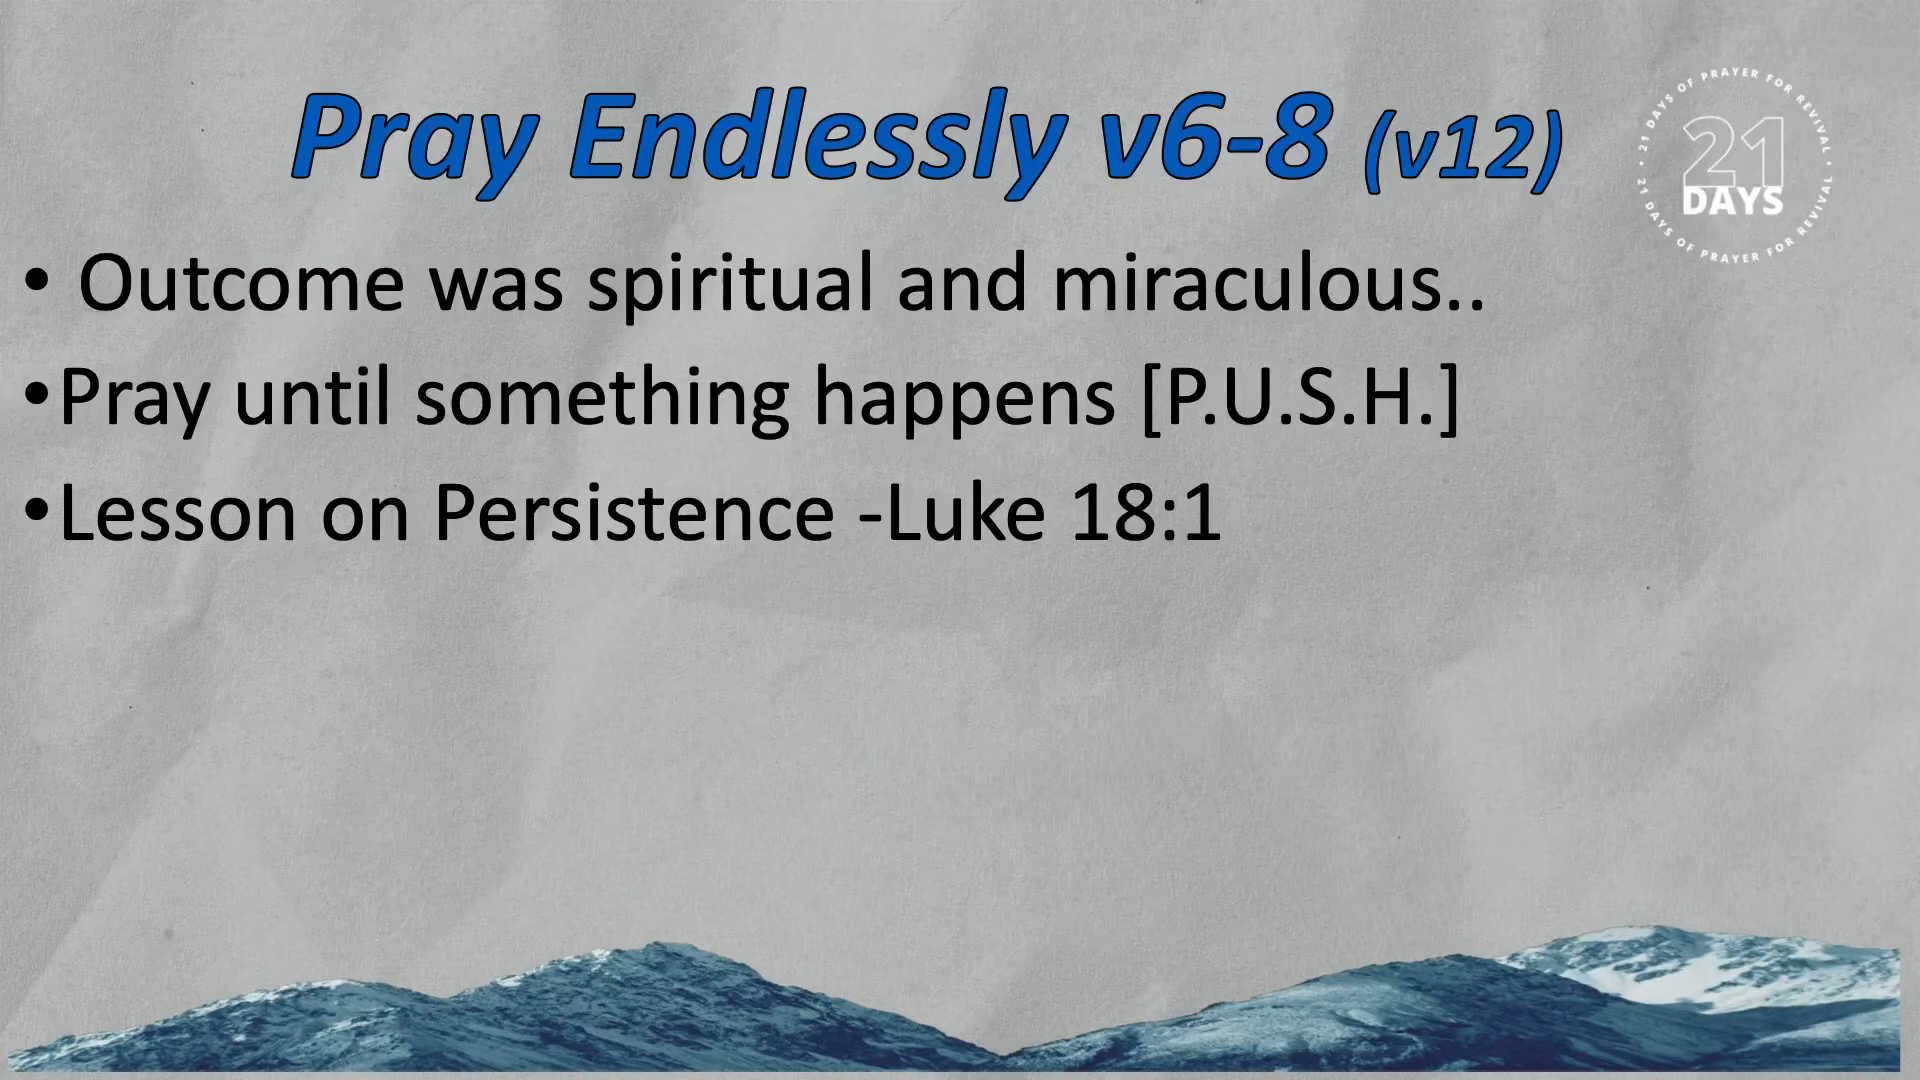 Pray Endlessly v6-8 (v12)
21 DAYS OF PRAYER FOR REVIVAL • 21 DAYS OF PRAYER FOR REVIVAL •
21
DAYS
• Outcome was spiritual and miraculous..
•Pray until something happens [P.U.S.H.]
•Lesson on Persistence -Luke 18:1